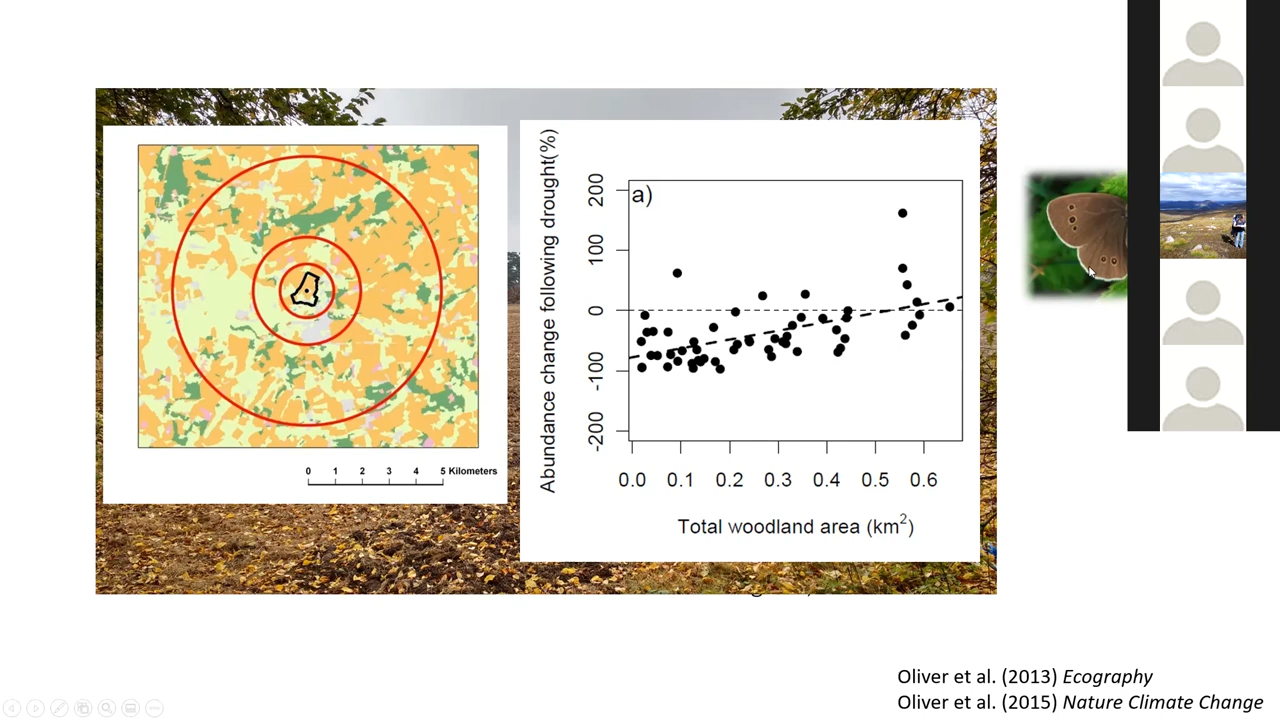 0 1 2 3 4 5 Kilometers
Abundance change following drought(%)
a)
200
100
0
-100
-200
0.0 0.1 0.2 0.3 0.4 0.5 0.6
Total woodland area (km²)
Oliver et al. (2013) Ecography
Oliver et al. (2015) Nature Climate Change